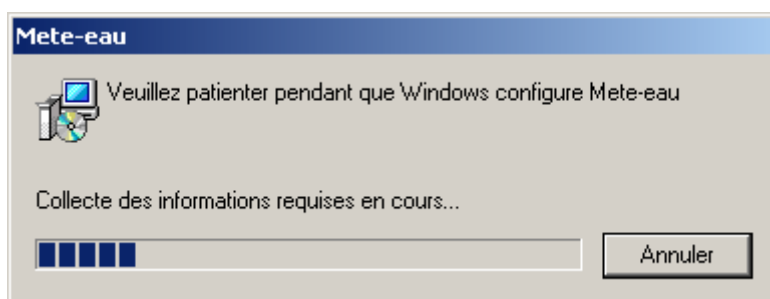 Mete-eau
Veuillez patienter pendant que Windows configure Mete-eau
Collecte des informations requises en cours...
Annuler